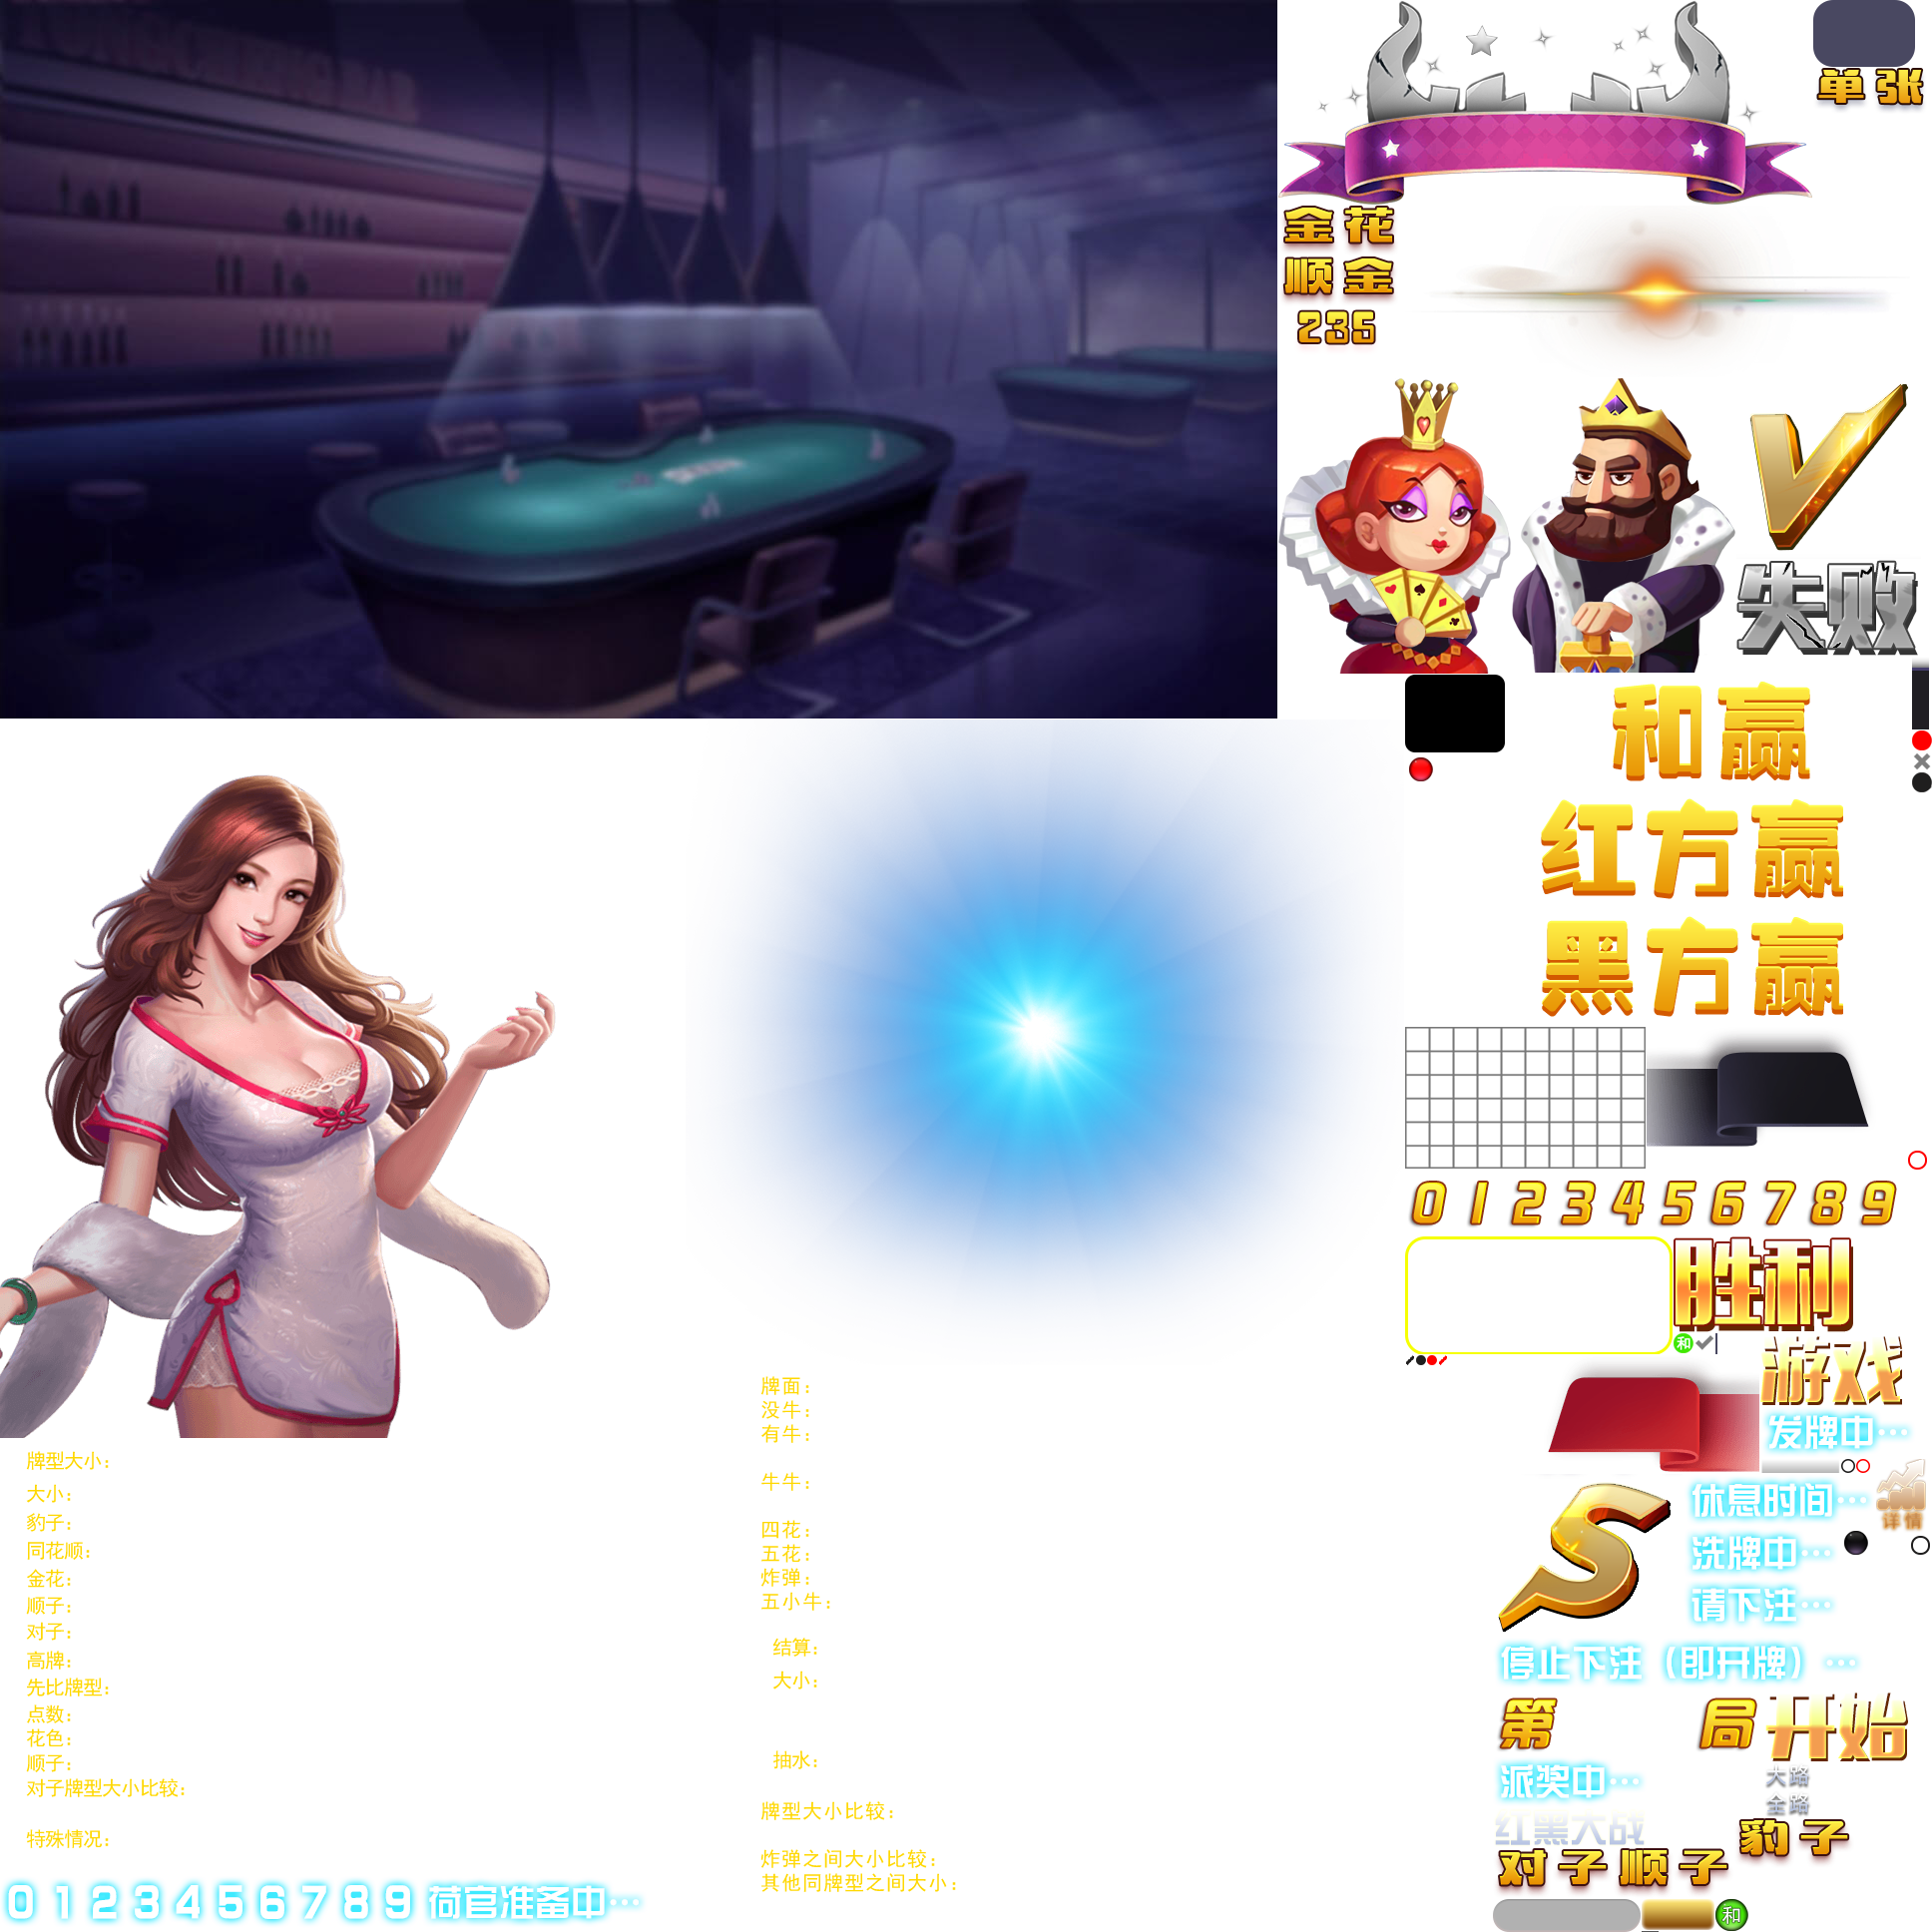 单张
金花
顺金
235
V
失败
和赢
红方赢
黑方赢
0 1 2 3 4 5 6 7 8 9
胜利
和
游戏
发牌中…
牌面：
没牛：
有牛：
牛牛：
四花：
五花：
炸弹：
五小牛：
结算：
大小：
抽水：
牌型大小比较：
炸弹之间大小比较：
其他同牌型之间大小：
牌型大小：
大小：
豹子：
同花顺：
金花：
顺子：
对子：
高牌：
先比牌型：
点数：
花色：
顺子：
对子牌型大小比较：
特殊情况：
0 1 2 3 4 5 6 7 8 9 荷官准备中…
S
休息时间…
详情
洗牌中…
请下注…
停止下注（即开牌）…
第 局
开始
派奖中…
大路
全路
红黑大战
豹子
对子 顺子
和